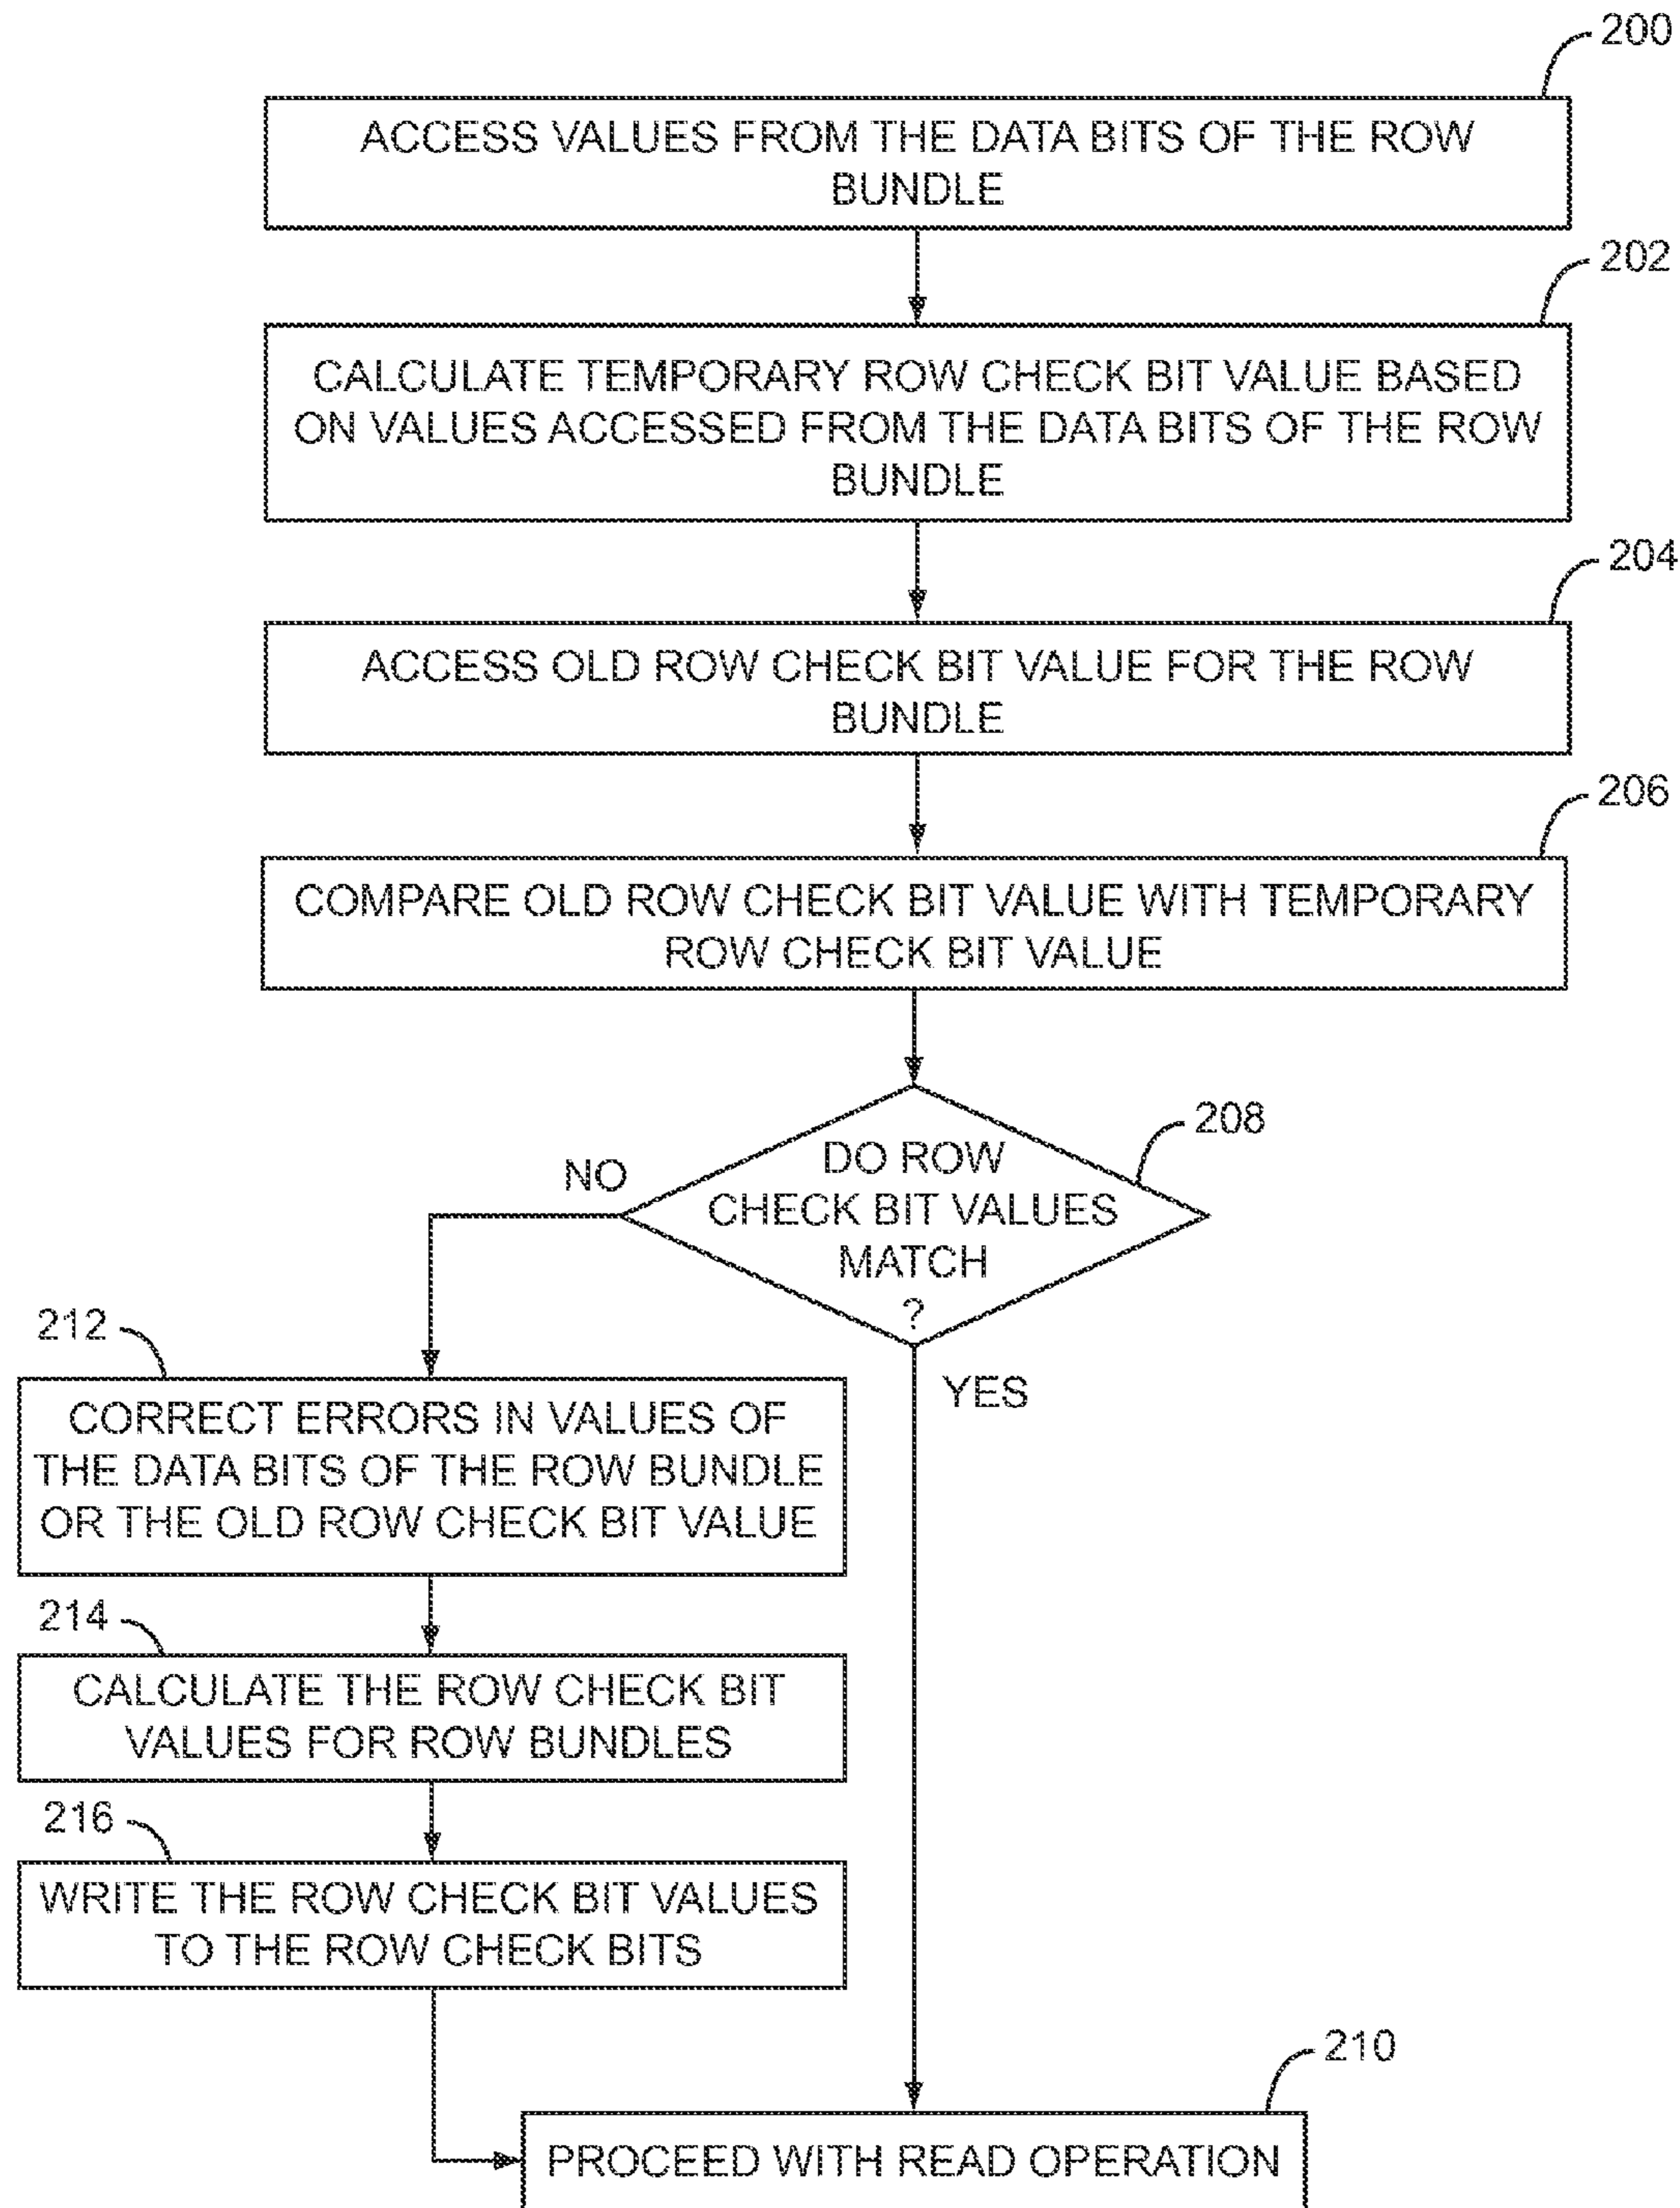 200
ACCESS VALUES FROM THE DATA BITS OF THE ROW
BUNDLE
202
CALCULATE TEMPORARY ROW CHECK BIT VALUE BASED
ON VALUES ACCESSED FROM THE DATA BITS OF THE ROW
BUNDLE
204
ACCESS OLD ROW CHECK BIT VALUE FOR THE ROW
BUNDLE
206
COMPARE OLD ROW CHECK BIT VALUE WITH TEMPORARY
ROW CHECK BIT VALUE
208
DO ROW
CHECK BIT VALUES
MATCH
?
NO
YES
212
CORRECT ERRORS IN VALUES OF
THE DATA BITS OF THE ROW BUNDLE
OR THE OLD ROW CHECK BIT VALUE
214
CALCULATE THE ROW CHECK BIT
VALUES FOR ROW BUNDLES
216
WRITE THE ROW CHECK BIT VALUES
TO THE ROW CHECK BITS
210
PROCEED WITH READ OPERATION